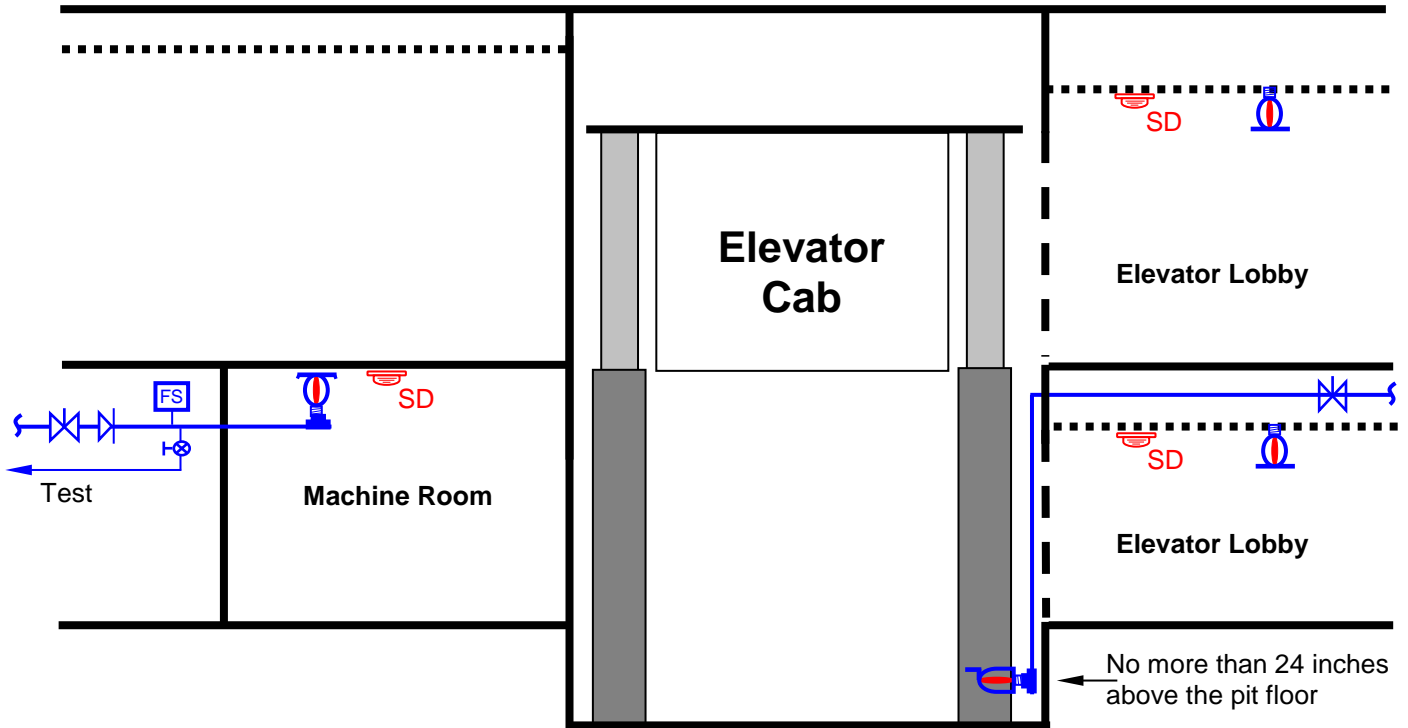 SD
Elevator
Cab
Elevator Lobby
FS
SD
SD
Test
Machine Room
Elevator Lobby
No more than 24 inches
above the pit floor